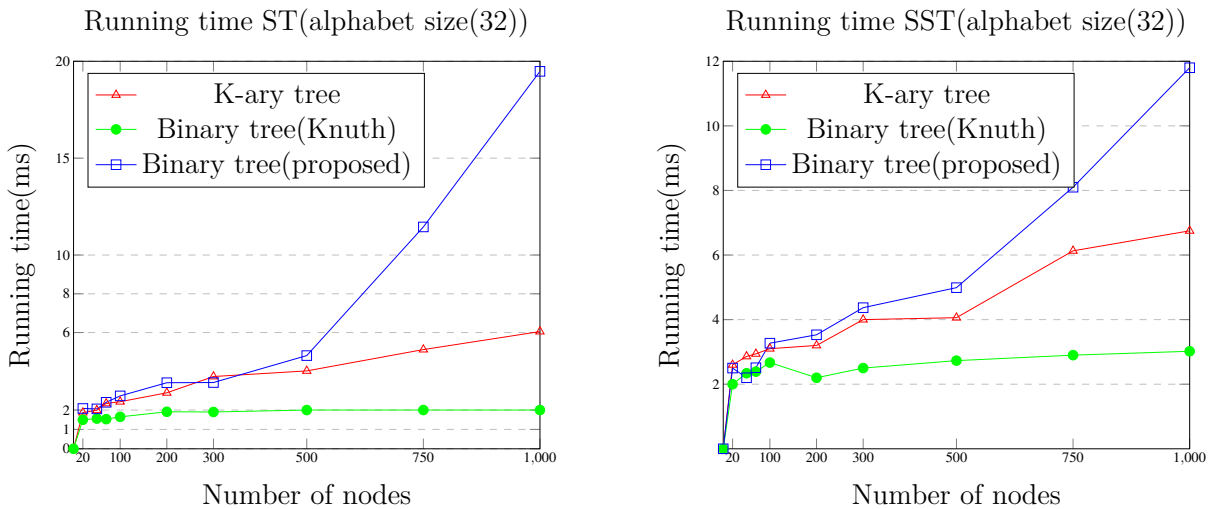 Running time ST(alphabet size(32))
20
15
10
8
6
2
1
0
Running time(ms)
K-ary tree
Binary tree(Knuth)
Binary tree(proposed)
20 100 200 300 500 750 1,000
Number of nodes
Running time SST(alphabet size(32))
12
10
8
6
4
2
Running time(ms)
K-ary tree
Binary tree(Knuth)
Binary tree(proposed)
20 100 200 300 500 750 1,000
Number of nodes